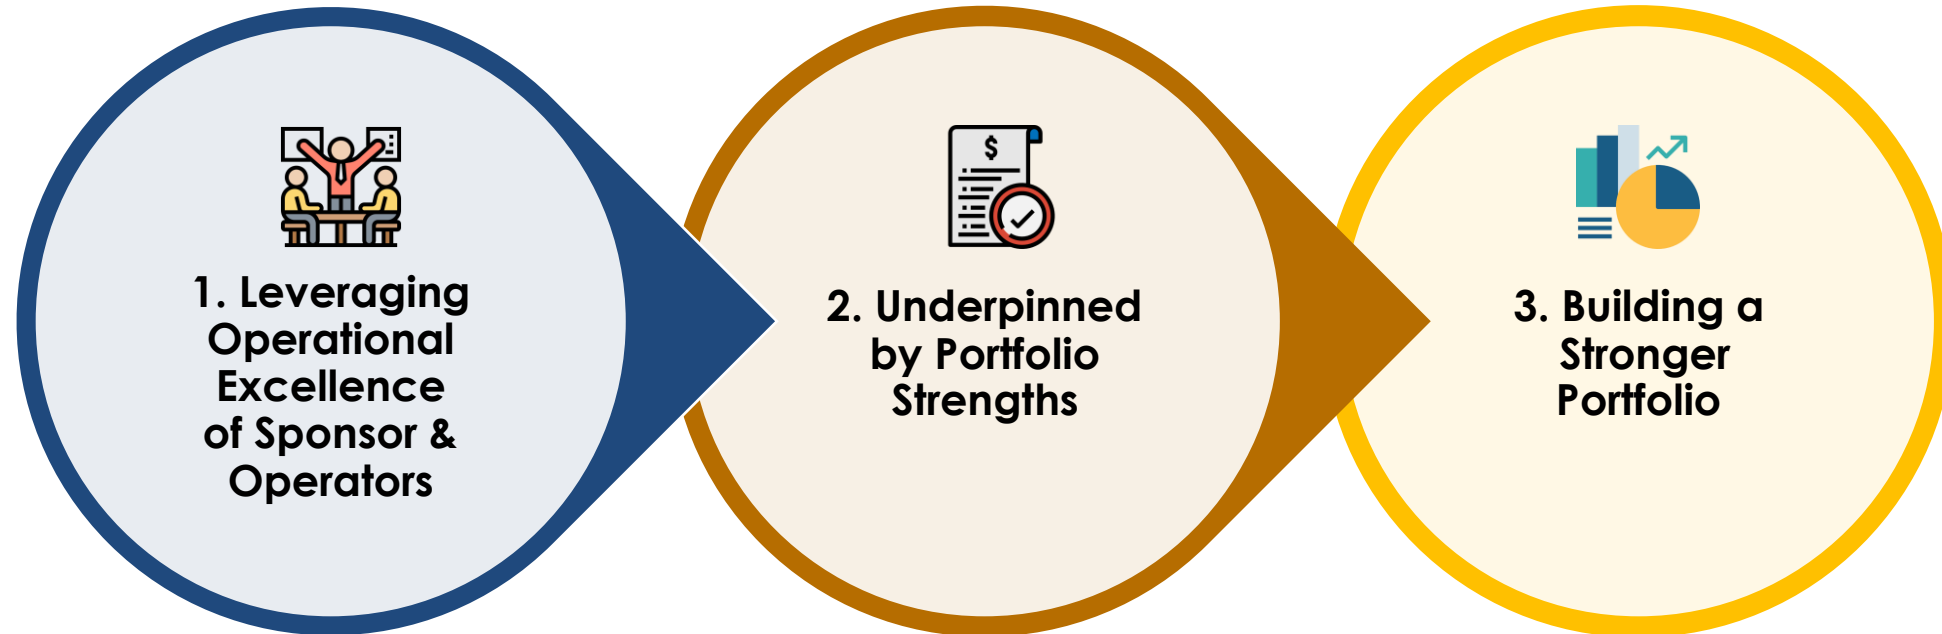 1. Leveraging
Operational
Excellence
of Sponsor &
Operators
$
2. Underpinned
by Portfolio
Strengths
3. Building a
Stronger
Portfolio